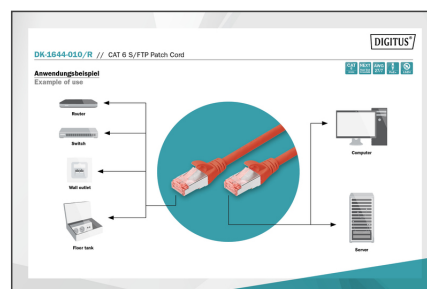 DIGITUS®
DK-1644-010/R // CAT 6 S/FTP Patch Cord
Anwendungsbeispiel
Example of use
Router
Switch
Wall outlet
Floor tank
Computer
Server